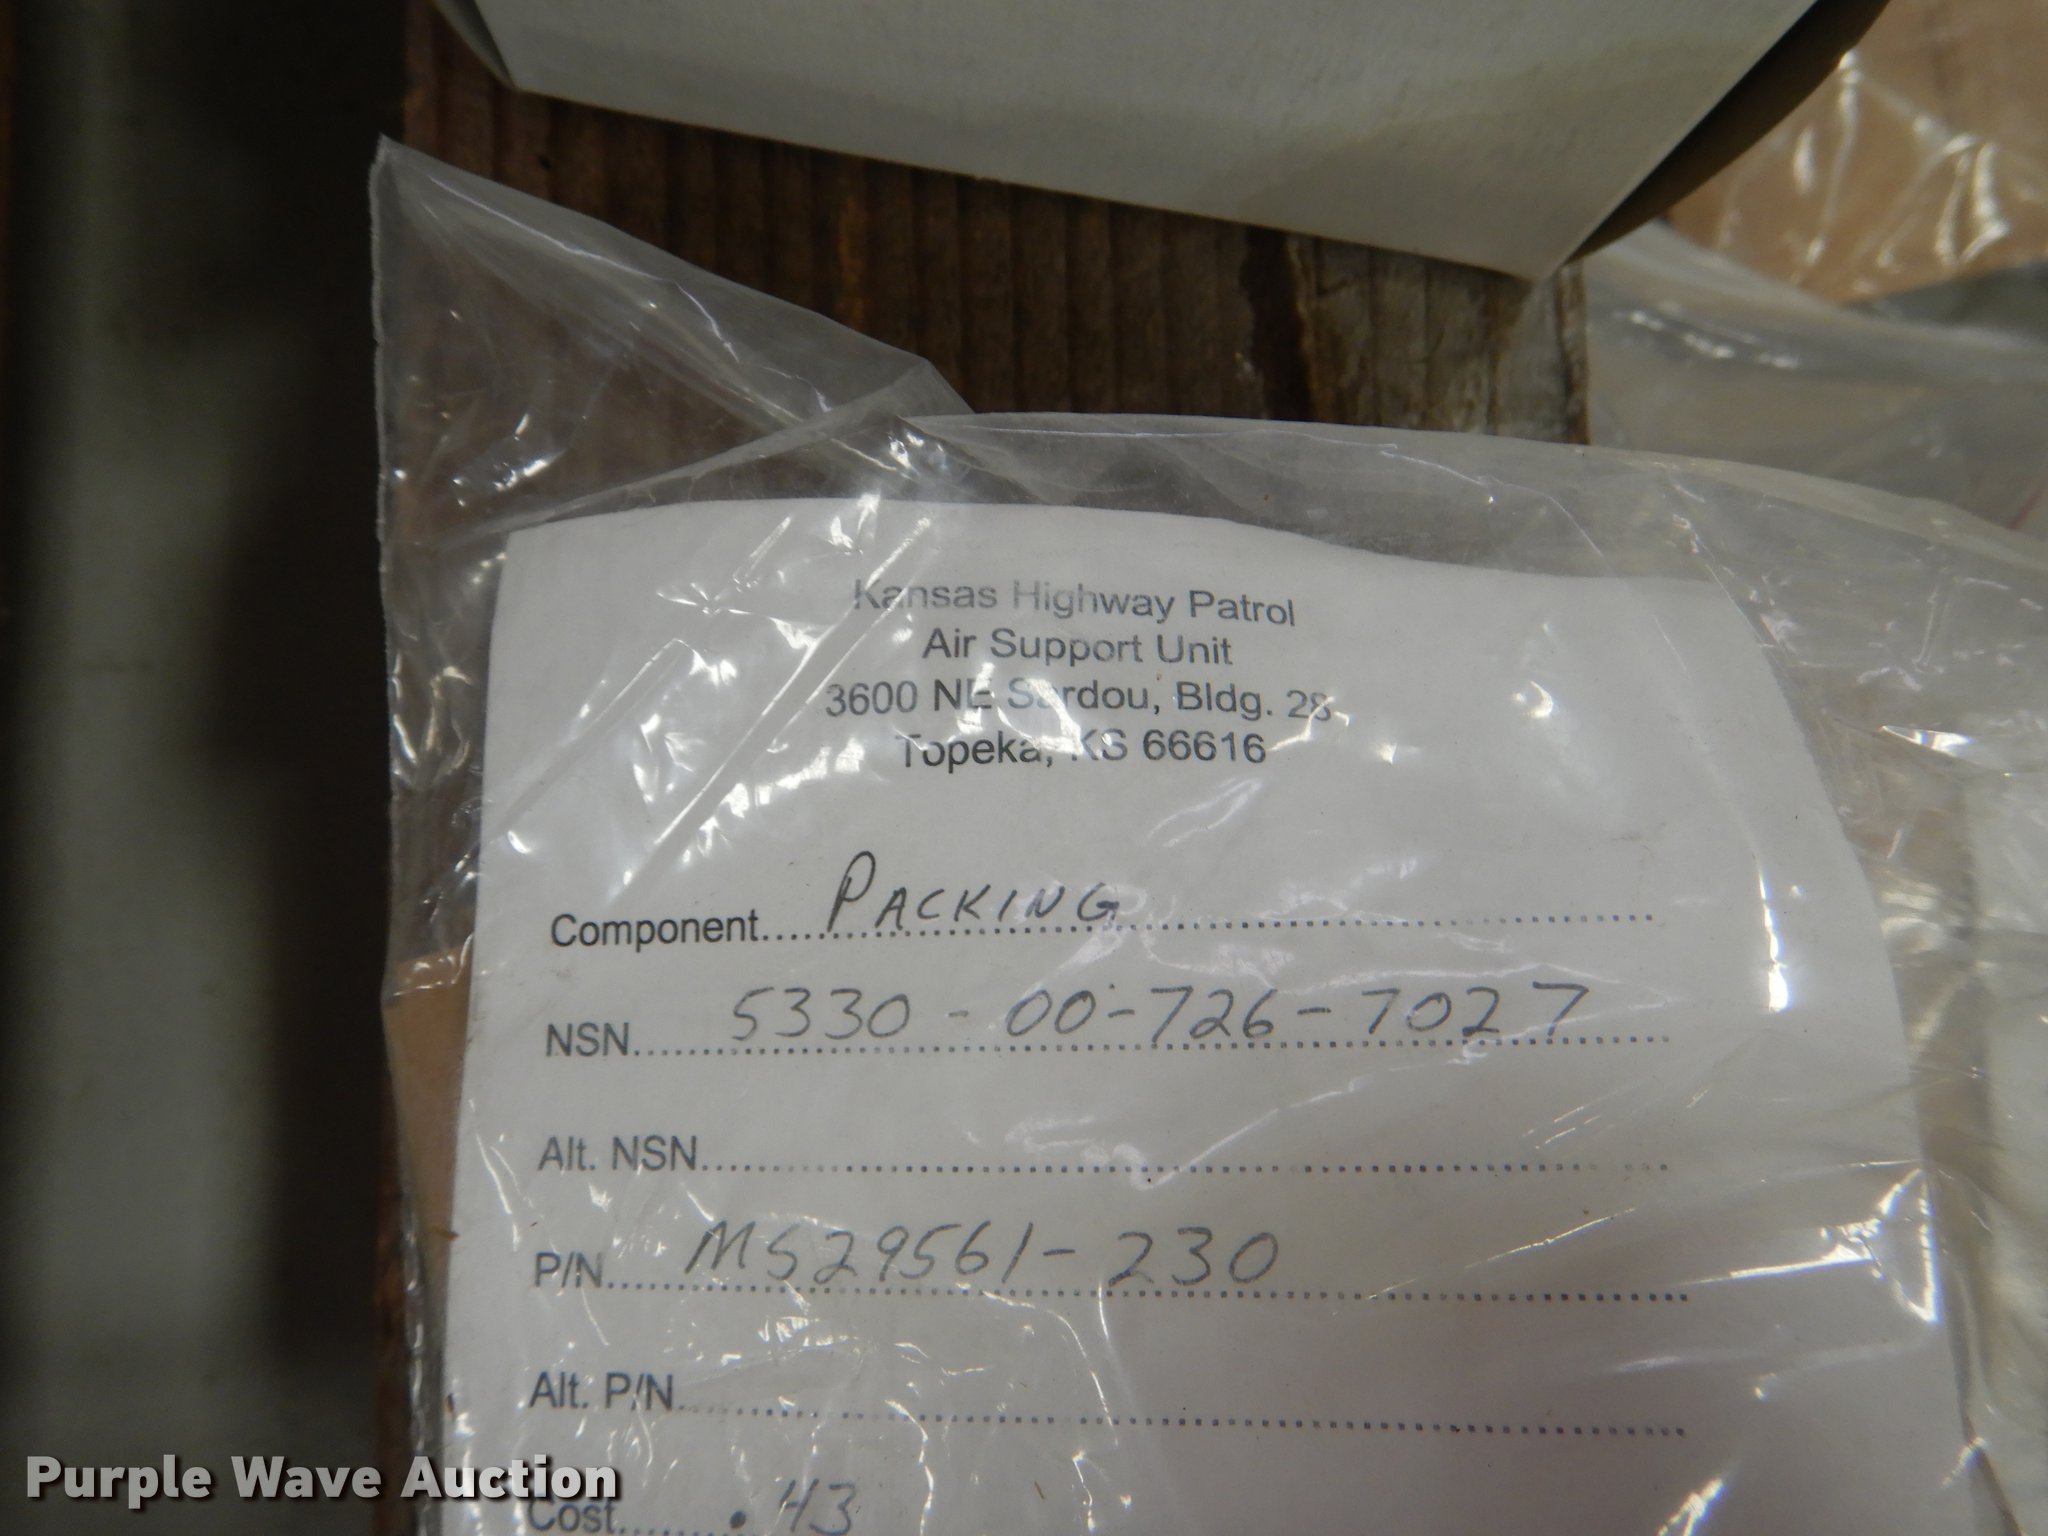 Kansas Highway Patrol
Air Support Unit
3600 NE Sardou, Bldg. 28
Topeka, KS 66616
Component.....PACKING
NSN.....5330-00-726-7027
Alt. NSN.....
P/N.....MS29561-230
Alt. P/N.....
Cost.....43
Purple Wave Auction